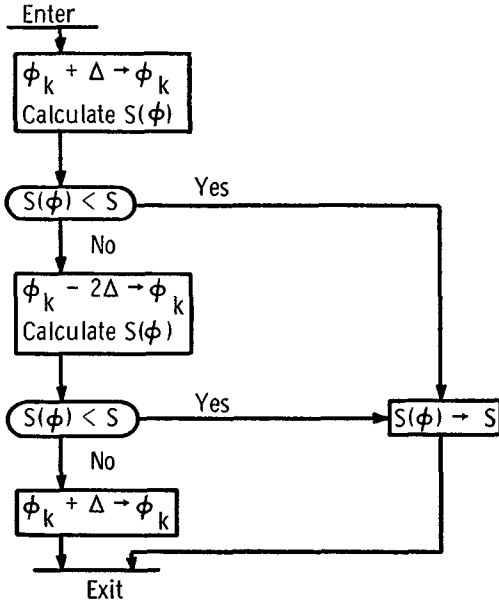 Enter
ϕk + Δ → ϕk
Calculate S(ϕ)
S(ϕ) < S
Yes
No
ϕk - 2Δ → ϕk
Calculate S(ϕ)
S(ϕ) < S
Yes
S(ϕ) → S
No
ϕk + Δ → ϕk
Exit